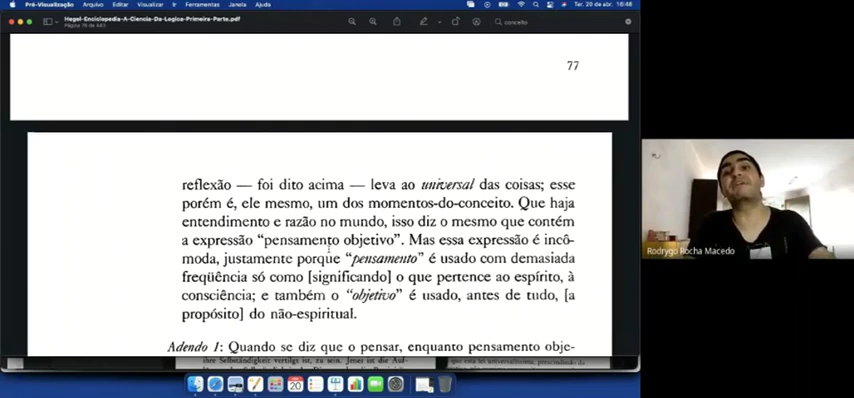 Pré-Visualização Arquivo Editar Visualizar Ir Ferramentas Janela Ajuda Ter. 20 de abr. 16:46
Hegel-Enciclopedia-A-Ciencia-Da-Logica-Primeira-Parte.pdf
conceito
77
reflexão — foi dito acima — leva ao universal das coisas; esse
porém é, ele mesmo, um dos momentos-do-conceito. Que haja
entendimento e razão no mundo, isso diz o mesmo que contém
a expressão “pensamento objetivo”. Mas essa expressão é incô-
moda, justamente porque “pensamento” é usado com demasiada
freqüência só como [significando] o que pertence ao espírito, à
consciência; e também o “objetivo” é usado, antes de tudo, [a
propósito] do não-espiritual.
Adendo 1: Quando se diz que o pensar, enquanto pensamento obje-
Rodrygo Rocha Macedo
20